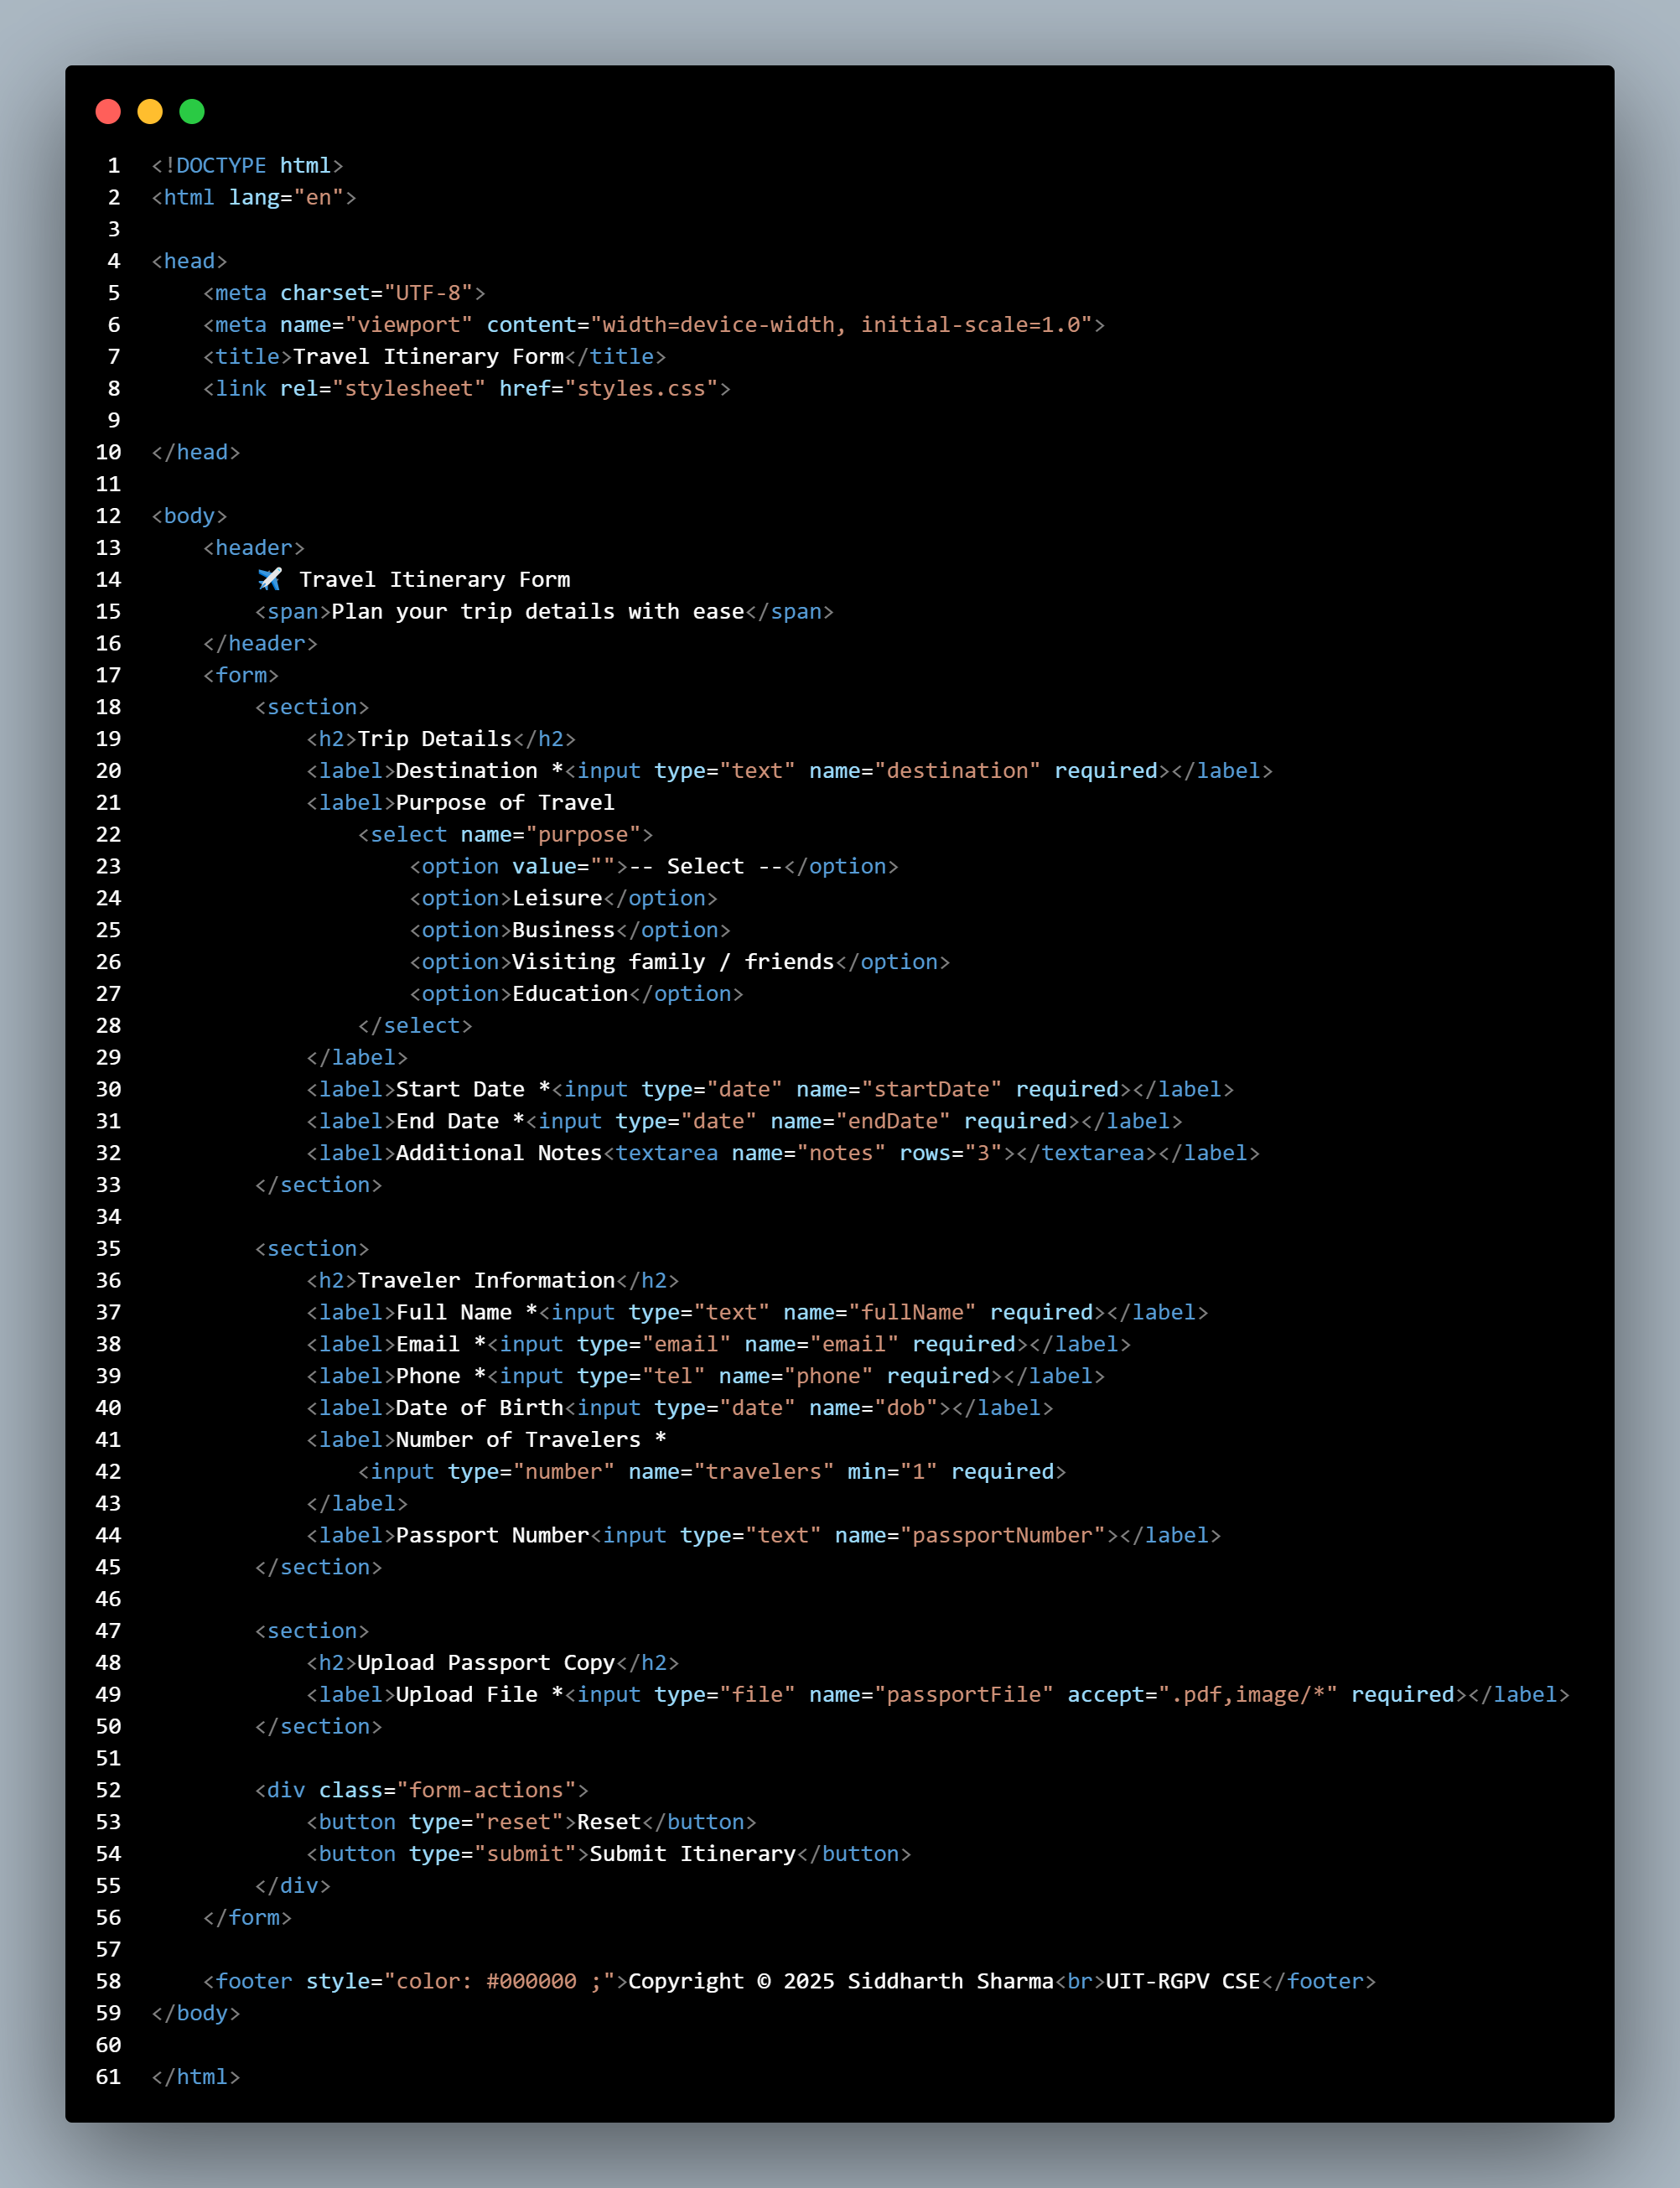 1 <!DOCTYPE html>
2 <html lang="en">
3
4 <head>
5     <meta charset="UTF-8">
6     <meta name="viewport" content="width=device-width, initial-scale=1.0">
7     <title>Travel Itinerary Form</title>
8     <link rel="stylesheet" href="styles.css">
9
10 </head>
11
12 <body>
13     <header>
14         ✈️ Travel Itinerary Form
15         <span>Plan your trip details with ease</span>
16     </header>
17     <form>
18         <section>
19             <h2>Trip Details</h2>
20             <label>Destination *<input type="text" name="destination" required></label>
21             <label>Purpose of Travel
22                 <select name="purpose">
23                     <option value="">-- Select --</option>
24                     <option>Leisure</option>
25                     <option>Business</option>
26                     <option>Visiting family / friends</option>
27                     <option>Education</option>
28                 </select>
29             </label>
30             <label>Start Date *<input type="date" name="startDate" required></label>
31             <label>End Date *<input type="date" name="endDate" required></label>
32             <label>Additional Notes<textarea name="notes" rows="3"></textarea></label>
33         </section>
34
35         <section>
36             <h2>Traveler Information</h2>
37             <label>Full Name *<input type="text" name="fullName" required></label>
38             <label>Email *<input type="email" name="email" required></label>
39             <label>Phone *<input type="tel" name="phone" required></label>
40             <label>Date of Birth<input type="date" name="dob"></label>
41             <label>Number of Travelers *
42                 <input type="number" name="travelers" min="1" required>
43             </label>
44             <label>Passport Number<input type="text" name="passportNumber"></label>
45         </section>
46
47         <section>
48             <h2>Upload Passport Copy</h2>
49             <label>Upload File *<input type="file" name="passportFile" accept=".pdf,image/*" required></label>
50         </section>
51
52         <div class="form-actions">
53             <button type="reset">Reset</button>
54             <button type="submit">Submit Itinerary</button>
55         </div>
56     </form>
57
58     <footer style="color: #000000 ;">Copyright © 2025 Siddharth Sharma<br>UIT-RGPV CSE</footer>
59 </body>
60
61 </html>